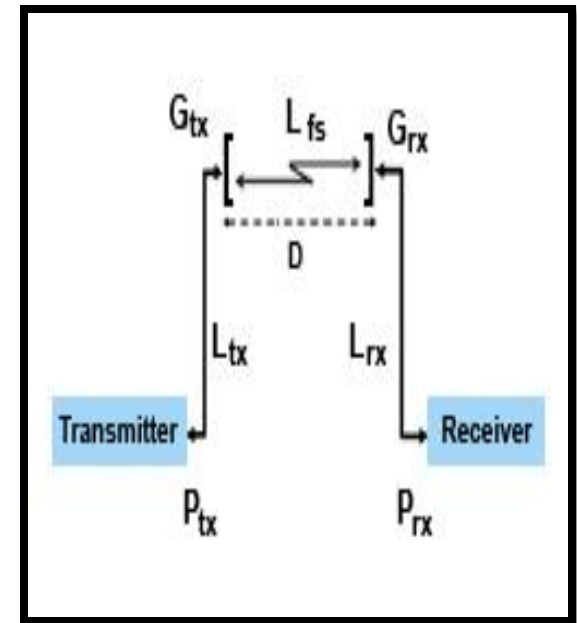 Gtx Lfs Grx
D
Ltx Lrx
Transmitter Receiver
Ptx Prx